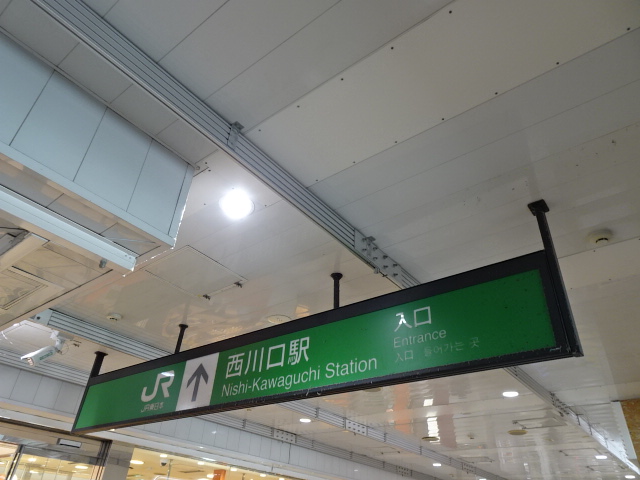 JR
JR東日本
西川口駅
Nishi-Kawaguchi Station
入口
Entrance
入口 들어가는 곳